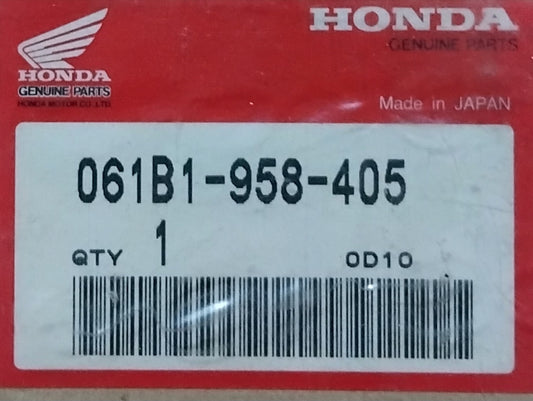 HONDA
GENUINE PARTS
HONDA MOTOR CO.,LTD.
HONDA
GENUINE PARTS
Made in JAPAN
061B1-958-405
QTY 1 0D10